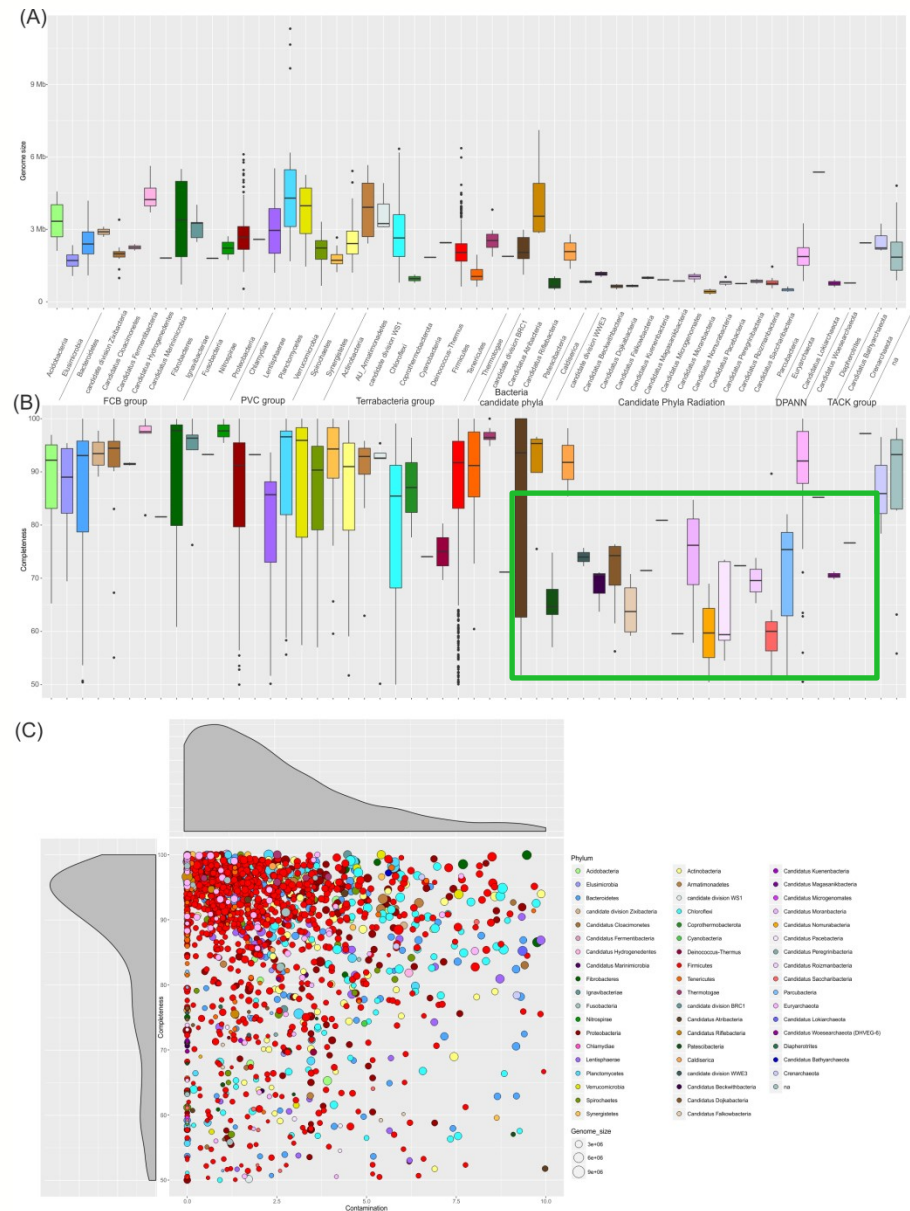 (A)
Genome size
9 Mb
6 Mb
3 Mb
0
Acidobacteria
Elusimicrobia
Bacteroidetes
candidate division Zixibacteria
Candidatus Cloacimonetes
Candidatus Fermentibacteria
Candidatus Hydrogenedentes
Candidatus Marinimicrobia
Fibrobacteres
Ignavibacteriae
Fusobacteria
Nitrospirae
Proteobacteria
Chlamydiae
Lentisphaerae
Planctomycetes
Verrucomicrobia
Spirochaetes
Synergistetes
Actinobacteria
AU_Armatimonadetes
candidate division WS1
Chloroflexi
Coprothermobacterota
Cyanobacteria
Deinococcus-Thermus
Firmicutes
Tenericutes
Thermotogae
candidate division BRC1
Candidatus Atribacteria
Candidatus Riflebacteria
Peleisbacteria
Caldiserica
candidate division WWE3
Candidatus Beckwithbacteria
Candidatus Dojkabacteria
Candidatus Falkowbacteria
Candidatus Kuenenbacteria
Candidatus Magasanikbacteria
Candidatus Microgenomates
Candidatus Moranbacteria
Candidatus Nomurabacteria
Candidatus Pacebacteria
Candidatus Peregrinibacteria
Candidatus Roizmanbacteria
Candidatus Saccharibacteria
Parcubacteria
Euryarchaeota
Candidatus Lokiarchaeota
Candidatus Woesearchaeota
Diapherotrites
Candidatus Bathyarchaeota
Crenarchaeota
na
(B)
FCB group
PVC group
Terrabacteria group
Bacteria
candidate phyla
Candidate Phyla Radiation
DPANN
TACK group
Completeness
100
90
80
70
60
50
(C)
Completeness
100
90
80
70
60
50
0.0
2.5
5.0
7.5
10.0
Contamination
Phylum
Acidobacteria
Elusimicrobia
Bacteroidetes
candidate division Zixibacteria
Candidatus Cloacimonetes
Candidatus Fermentibacteria
Candidatus Hydrogenedentes
Candidatus Marinimicrobia
Fibrobacteres
Ignavibacteriae
Fusobacteria
Nitrospirae
Proteobacteria
Chlamydiae
Lentisphaerae
Planctomycetes
Verrucomicrobia
Spirochaetes
Synergistetes
Actinobacteria
Armatimonadetes
candidate division WS1
Chloroflexi
Coprothermobacterota
Cyanobacteria
Deinococcus-Thermus
Firmicutes
Tenericutes
Thermotogae
candidate division BRC1
Candidatus Atribacteria
Candidatus Riflebacteria
Peleisbacteria
Caldiserica
candidate division WWE3
Candidatus Beckwithbacteria
Candidatus Dojkabacteria
Candidatus Falkowbacteria
Candidatus Kuenenbacteria
Candidatus Magasanikbacteria
Candidatus Microgenomates
Candidatus Moranbacteria
Candidatus Nomurabacteria
Candidatus Pacebacteria
Candidatus Peregrinibacteria
Candidatus Roizmanbacteria
Candidatus Saccharibacteria
Parcubacteria
Euryarchaeota
Candidatus Lokiarchaeota
Candidatus Woesearchaeota (DHVEG-6)
Diapherotrites
Candidatus Bathyarchaeota
Crenarchaeota
na
Genome_size
3e+06
6e+06
9e+06